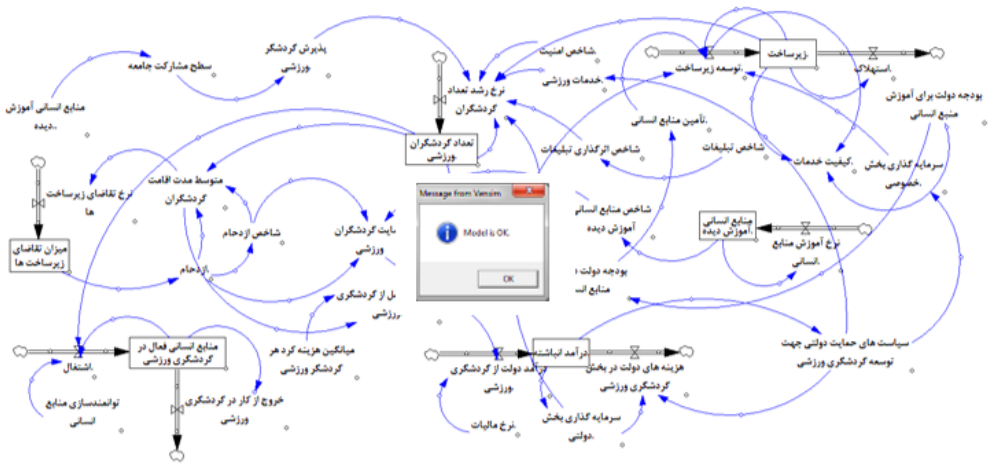 پذیرش گردشگر
.ورزشی
سطح مشارکت جامعه
منابع انسانی آموزش
دیده..
نرخ تقاضای زیرساخت
ها
میزان تقاضای
زیرساخت ها
متوسط مدت اقامت
گردشگران
شاخص ازدحام
.ازدحام
گردشگران
ورزشی
ل از گردشگری
میانگین هزینه کرد هر
گردشگر ورزشی
منابع انسانی فعال در
گردشگری ورزشی
.اشتغال
توانمندسازی منابع
انسانی
خروج از کار در گردشگری
ورزشی
.شاخص امنیت
.خدمات ورزشی
نرخ رشد تعداد
گردشگران
تعداد گردشگران
.ورزشی
شاخص اثرگذاری تبلیغات
شاخص تبلیغات
.تأمین منابع انسانی
.توسعه زیرساخت
.زیرساخت
.استهلاک
بودجه دولت برای آموزش
منبع انسانی
.کیفیت خدمات
سرمایه گذاری بخش
.خصوصی
شاخص منابع انسانی
آموزش دیده
منابع انسانی
.آموزش دیده
نرخ آموزش منابع
.انسانی
بودجه دولت
منابع
Message from Vensim
Model is OK.
OK
سیاست های حمایت دولتی جهت
توسعه گردشگری ورزشی
.درآمد انباشته
درآمد دولت از گردشگری
.ورزشی
هزینه های دولت در بخش
گردشگری ورزشی
سرمایه گذاری بخش
.دولتی
.نرخ مالیات